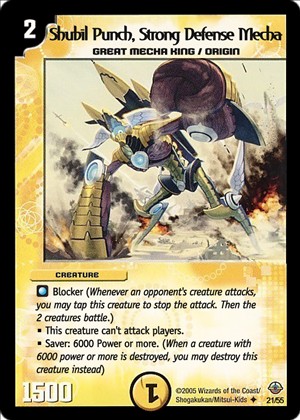 2
Shubil Punch, Strong Defense Mecha
GREAT MECHA KING / ORIGIN
CREATURE
Blocker (Whenever an opponent's creature attacks,
you may tap this creature to stop the attack. Then the
2 creatures battle.)
• This creature can't attack players.
• Saver: 6000 Power or more. (When a creature with
6000 power or more is destroyed, you may destroy this
creature instead)
1500
1
©2005 Wizards of the Coast/
Shogakukan/Mitsui-Kids
21/55